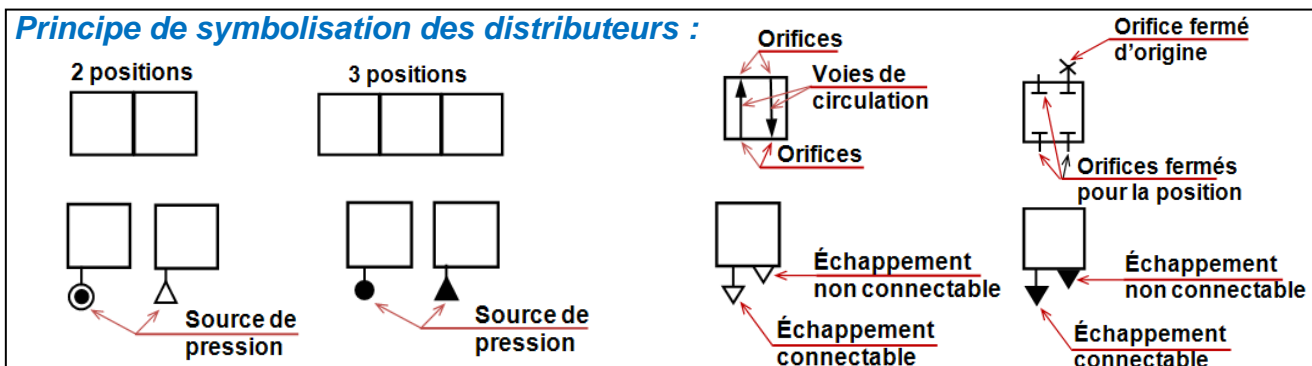 Principe de symbolisation des distributeurs :
2 positions
3 positions
Orifices
Voies de
circulation
Orifices
Orifice fermé
d'origine
Orifices fermés
pour la position
Source de
pression
Source de
pression
Échappement
non connectable
Échappement
connectable
Échappement
non connectable
Échappement
connectable